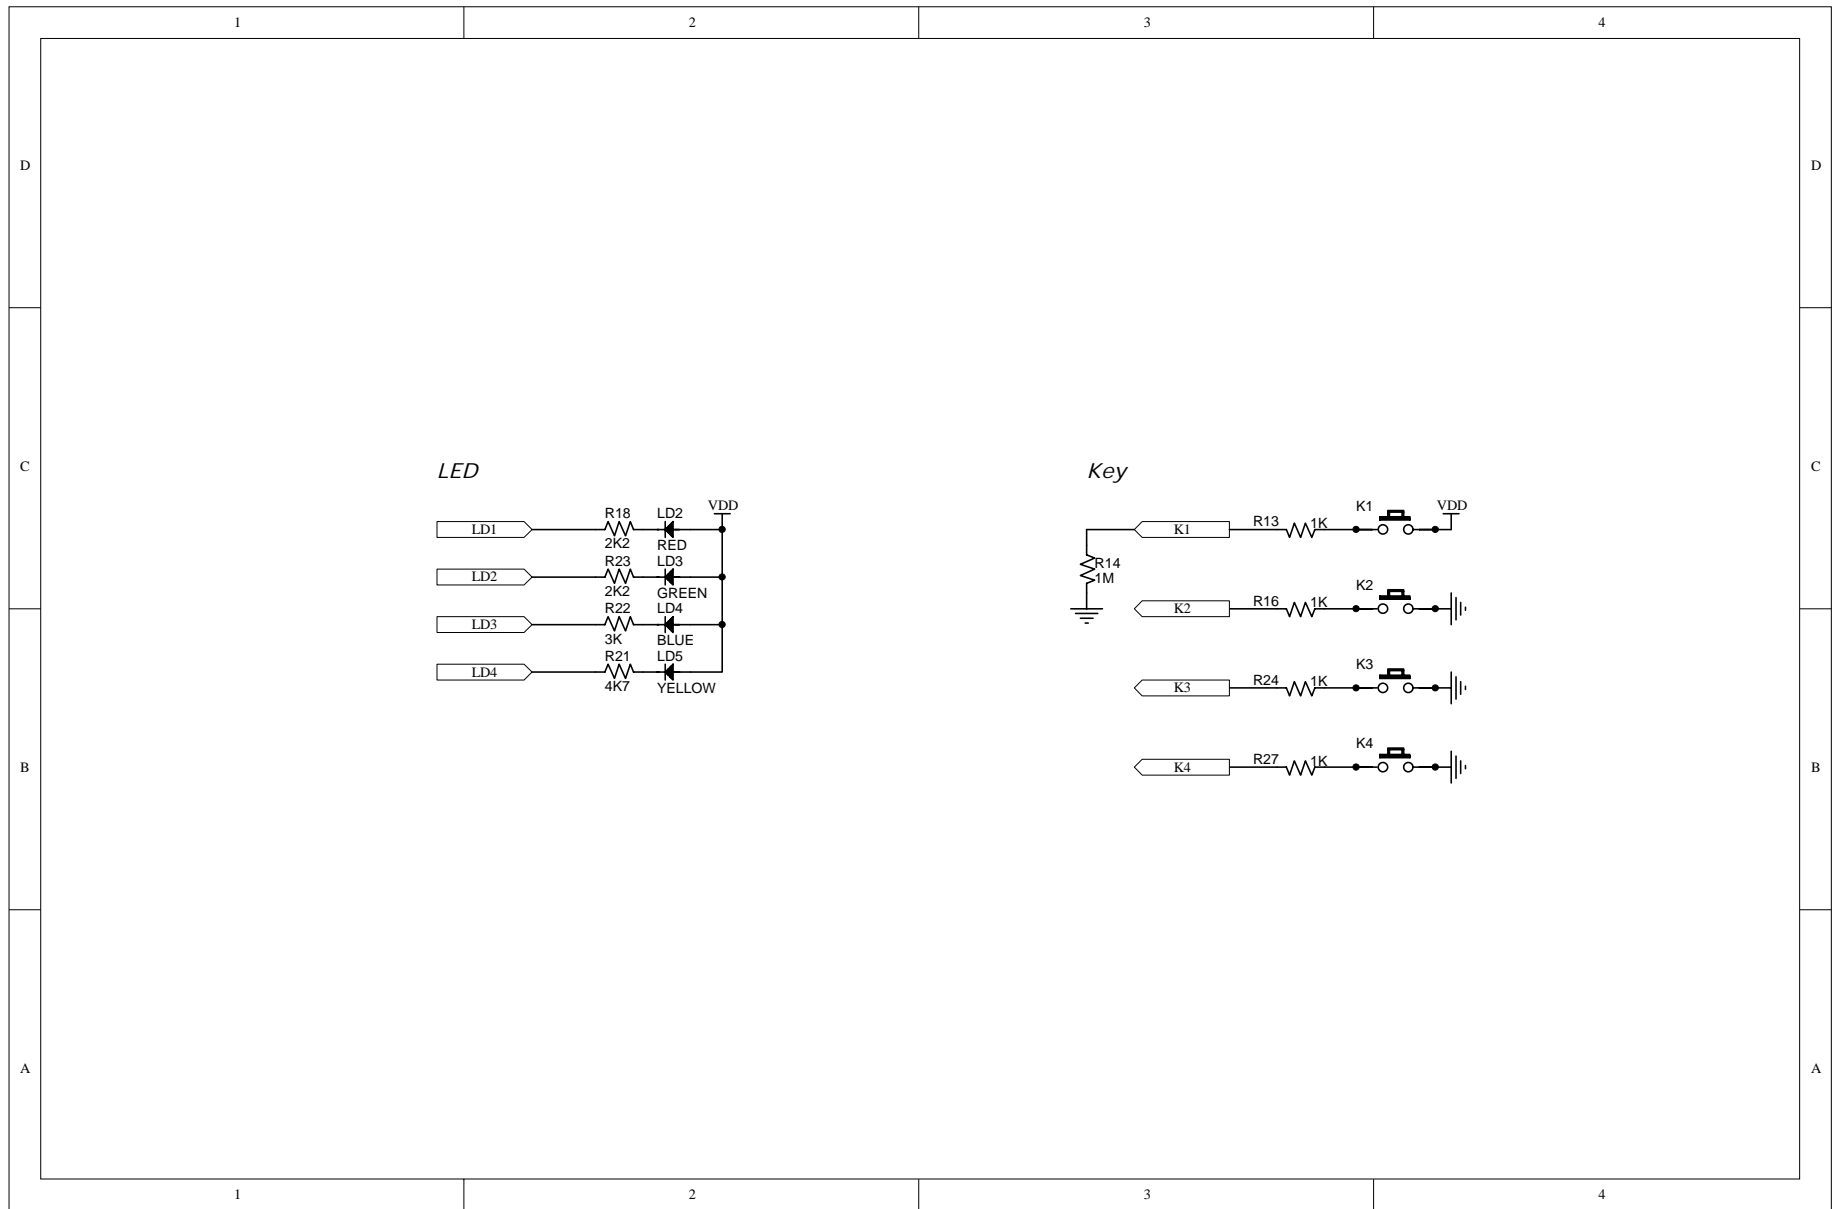 1 2 3 4
D D
C C
LED Key
R18 LD2 VDD K1 VDD
LD1 K1 R13 1K
2K2 RED
R23 LD3 R14
LD2 1M
2K2 GREEN K2
R22 LD4 K2 R16 1K
LD3
3K BLUE
R21 LD5 K3
LD4 K3 R24 1K
4K7 YELLOW
K4
K4 R27 1K
B B
A A
1 2 3 4